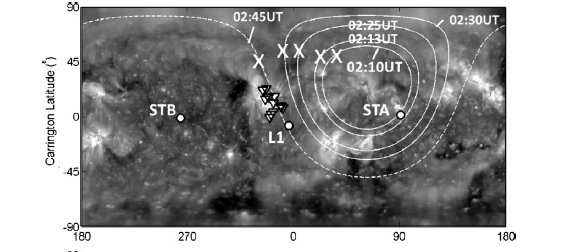 90
02:45UT
02:25UT
02:30UT
02:13UT
02:10UT
45
X X X X X
STB
STA
0
L1
-45
-90
180
270
0
90
180
Carrington Latitude (°)